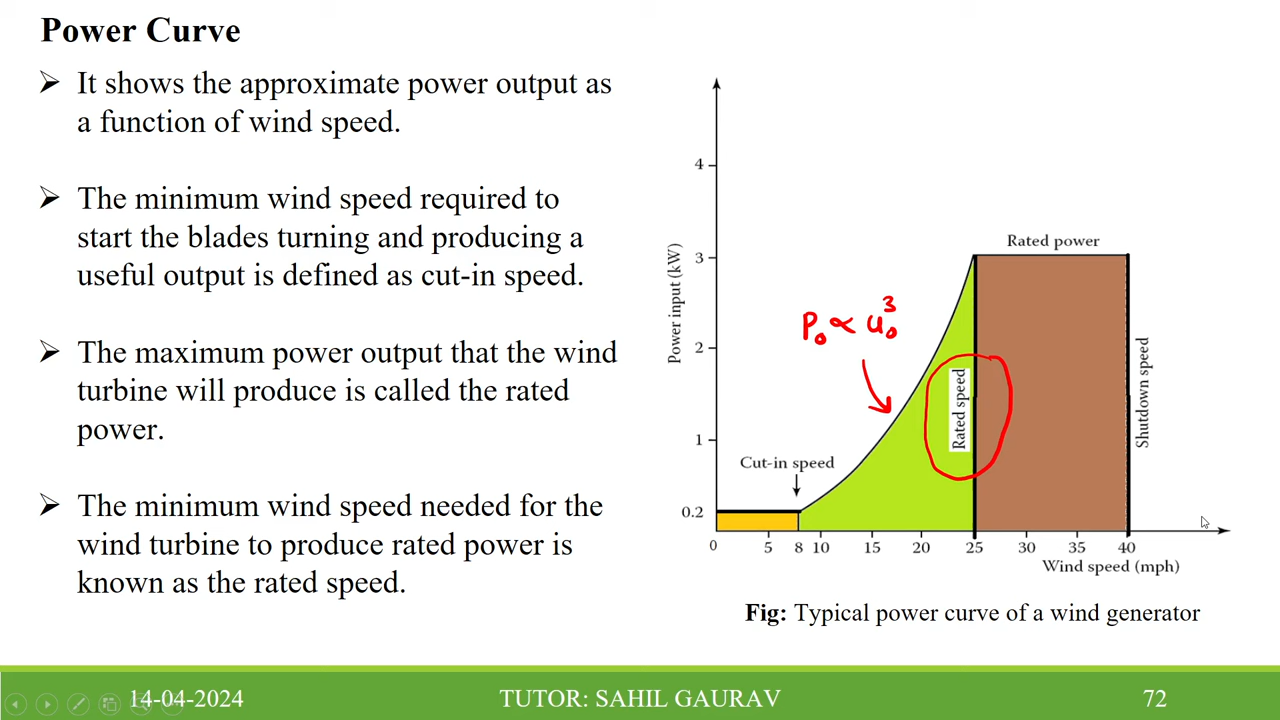 Power Curve
➢ It shows the approximate power output as
a function of wind speed.
➢ The minimum wind speed required to
start the blades turning and producing a
useful output is defined as cut-in speed.
➢ The maximum power output that the wind
turbine will produce is called the rated
power.
➢ The minimum wind speed needed for the
wind turbine to produce rated power is
known as the rated speed.
Power input (kW)
4
3
2
1
0.2
Rated power
P₀ ∝ u₀³
Rated speed
Shutdown speed
Cut-in speed
0 5 8 10 15 20 25 30 35 40
Wind speed (mph)
Fig: Typical power curve of a wind generator
14-04-2024
TUTOR: SAHIL GAURAV
72